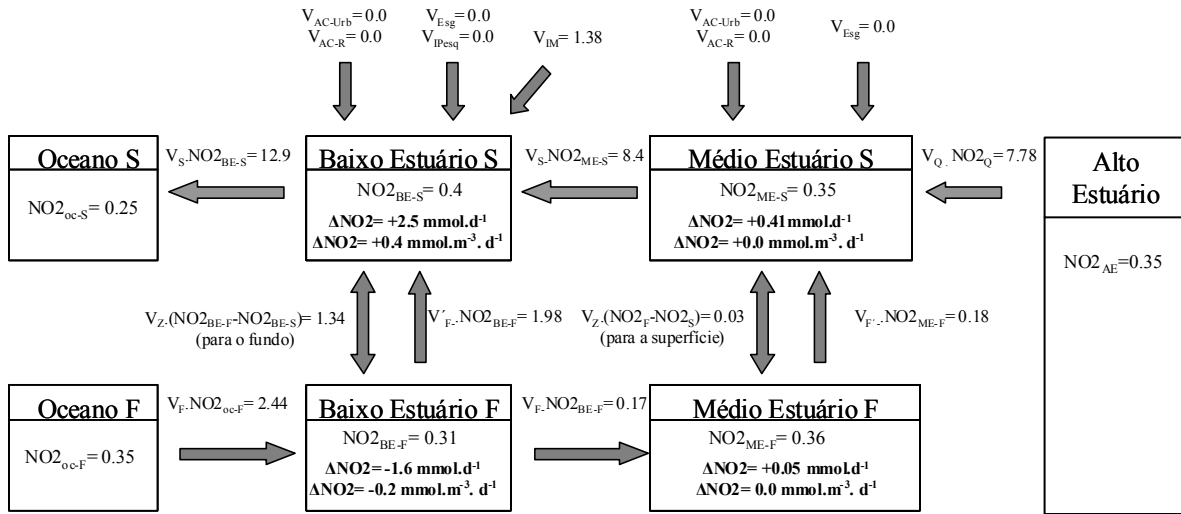 V_AC-Urb=0.0
V_AC-R=0.0
V_Esg=0.0
V_IPesq=0.0
V_IM= 1.38
V_AC-Urb=0.0
V_AC-R=0.0
V_Esg=0.0
Oceano S
NO2_oc-S= 0.25
V_S.NO2_BE-S= 12.9
Baixo Estuário S
NO2_BE-S= 0.4
ΔNO2= +2.5 mmol.d^-1
ΔNO2= +0.4 mmol.m^-3. d^-1
V_S-NO2_ME-S= 8.4
Médio Estuário S
NO2_ME-S= 0.35
ΔNO2= +0.41mmol.d^-1
ΔNO2= +0.0 mmol.m^-3. d^-1
V_Q . NO2_Q= 7.78
Alto
Estuário
NO2_AE=0.35
V_Z.(NO2_BE-F-NO2_BE-S)= 1.34
(para o fundo)
V´_F-.NO2_BE-F= 1.98
V_Z.(NO2_F-NO2_S)= 0.03
(para a superfície)
V_F´-.NO2_ME-F= 0.18
Oceano F
NO2_oc-F= 0.35
V_F.NO2_oc-F= 2.44
Baixo Estuário F
NO2_BE-F= 0.31
ΔNO2= -1.6 mmol.d^-1
ΔNO2= -0.2 mmol.m^-3. d^-1
V_F-NO2_BE-F= 0.17
Médio Estuário F
NO2_ME-F= 0.36
ΔNO2= +0.05 mmol.d^-1
ΔNO2= 0.0 mmol.m^-3. d^-1